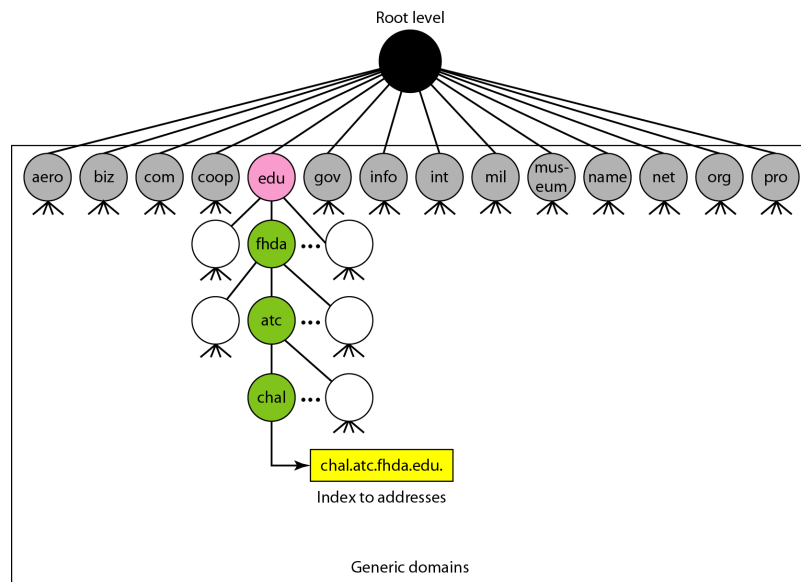 Root level
aero biz com coop edu gov info int mil mus-
eum name net org pro
fhda ...
atc ...
chal ...
chal.atc.fhda.edu.
Index to addresses
Generic domains